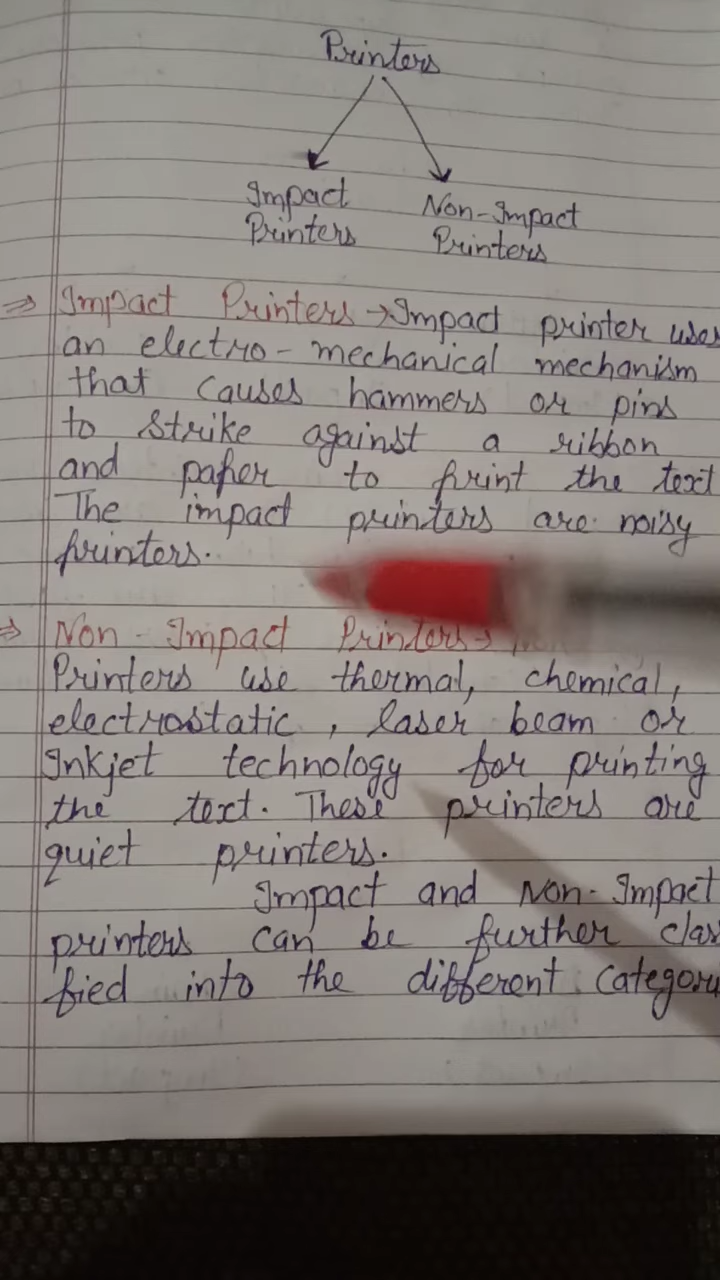 Printers
Impact Non-Impact
Printers Printers
⇒ Impact Printers → Impact printer uses
an electro-mechanical mechanism
that causes hammers or pins
to strike against a ribbon
and paper to print the text
The impact printers are noisy
printers.
⇒ Non-Impact Printers →
Printers use thermal, chemical,
electrostatic, laser beam or
Inkjet technology for printing
the text. These printers are
quiet printers.
Impact and Non-Impact
printers can be further clas
fied into the different categor